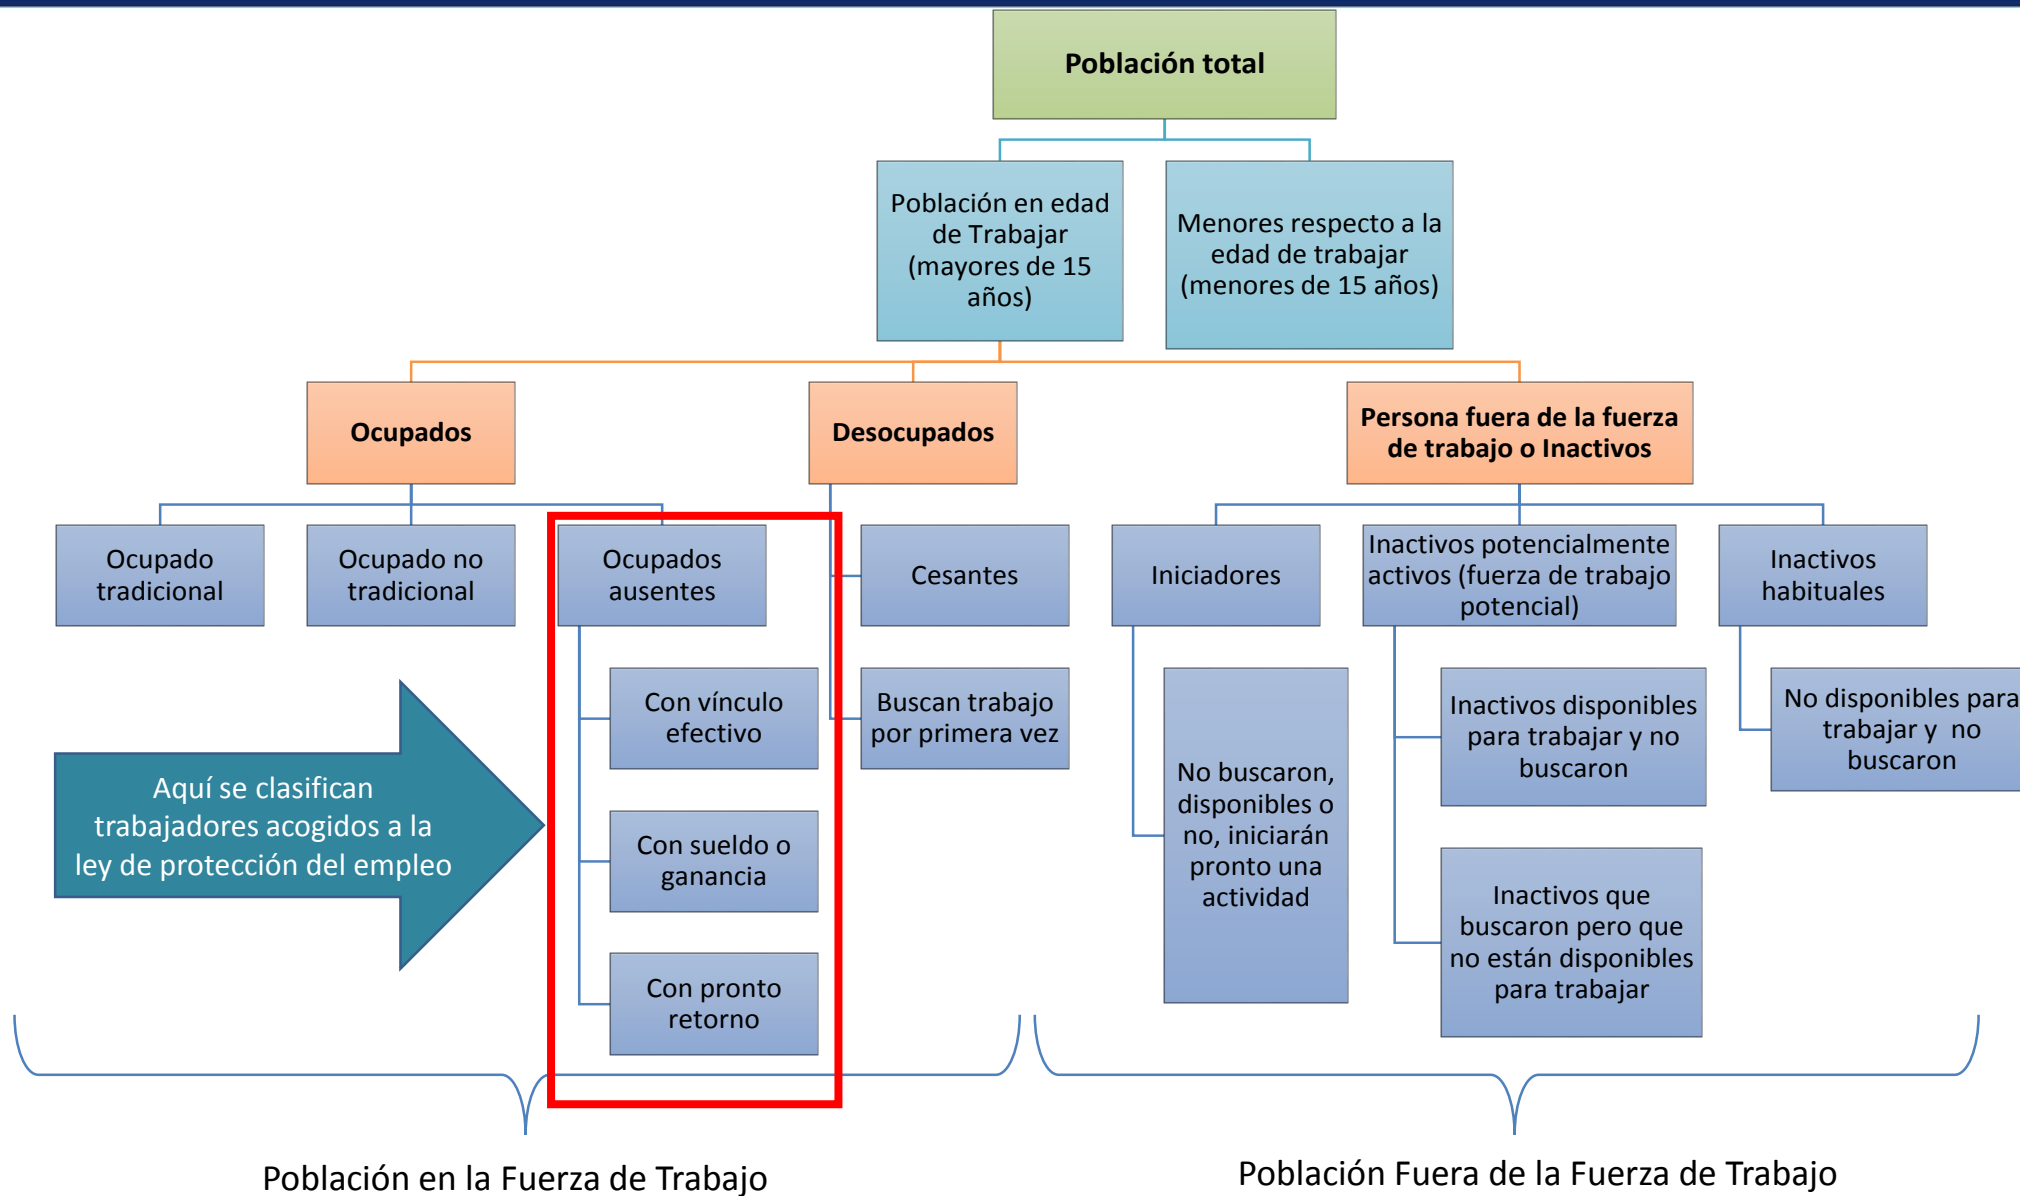 Población total
Población en edad
de Trabajar
(mayores de 15
años)
Menores respecto a la
edad de trabajar
(menores de 15 años)
Ocupados
Desocupados
Persona fuera de la fuerza
de trabajo o Inactivos
Ocupado
tradicional
Ocupado no
tradicional
Ocupados
ausentes
Cesantes
Iniciadores
Inactivos potencialmente
activos (fuerza de trabajo
potencial)
Inactivos
habituales
Con vínculo
efectivo
Buscan trabajo
por primera vez
No buscaron,
disponibles o
no, iniciarán
pronto una
actividad
Inactivos disponibles
para trabajar y no
buscaron
No disponibles para
trabajar y no
buscaron
Aquí se clasifican
trabajadores acogidos a la
ley de protección del empleo
Con sueldo o
ganancia
Inactivos que
buscaron pero que
no están disponibles
para trabajar
Con pronto
retorno
Población en la Fuerza de Trabajo
Población Fuera de la Fuerza de Trabajo